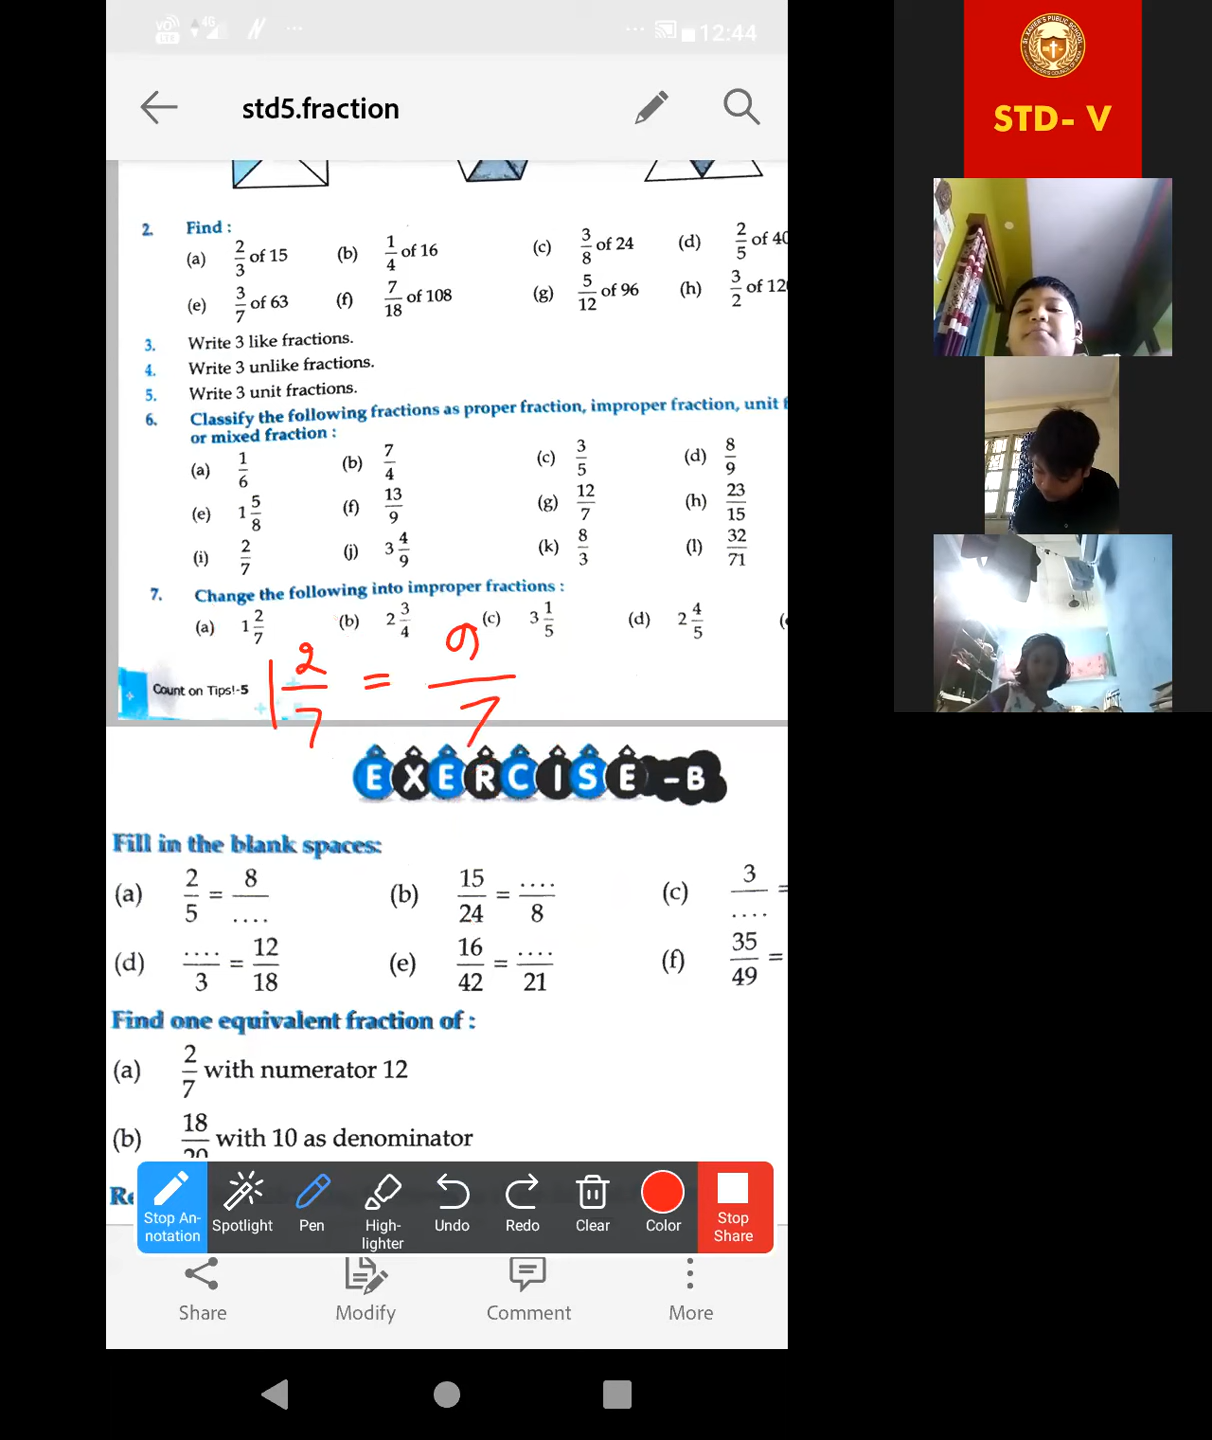 12:44
std5.fraction
2. Find :
(a) 2/3 of 15 (b) 1/4 of 16 (c) 3/8 of 24 (d) 2/5 of 40
(e) 3/7 of 63 (f) 7/18 of 108 (g) 5/12 of 96 (h) 3/2 of 12
3. Write 3 like fractions.
4. Write 3 unlike fractions.
5. Write 3 unit fractions.
6. Classify the following fractions as proper fraction, improper fraction, unit f
or mixed fraction :
(a) 1/6 (b) 7/4 (c) 3/5 (d) 8/9
(e) 1 5/8 (f) 13/9 (g) 12/7 (h) 23/15
(i) 2/7 (j) 3 4/9 (k) 8/3 (l) 32/71
7. Change the following into improper fractions :
(a) 1 2/7 (b) 2 3/4 (c) 3 1/5 (d) 2 4/5 (
1 2/7 = 9/7
Count on Tips!-5
EXERCISE-B
Fill in the blank spaces:
(a) 2/5 = 8/.... (b) 15/24 = ..../8 (c) 3/.... =
(d) ..../3 = 12/18 (e) 16/42 = ..../21 (f) 35/49 =
Find one equivalent fraction of :
(a) 2/7 with numerator 12
(b) 18/20 with 10 as denominator
Re
Stop An-
notation
Spotlight
Pen
High-
lighter
Undo
Redo
Clear
Color
Stop
Share
Share
Modify
Comment
More
STD- V